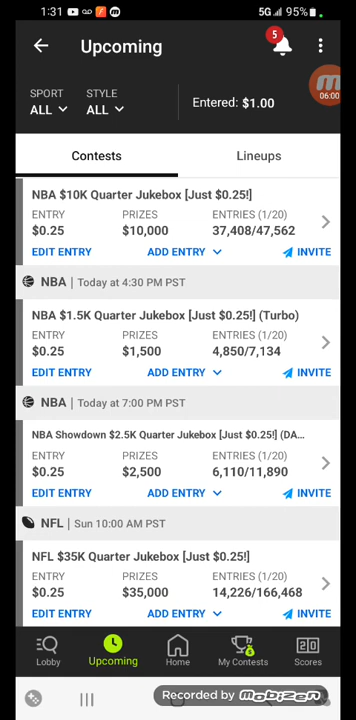 1:31 5G 95%
Upcoming 5
SPORT STYLE
ALL ALL Entered: $1.00
06:00
Contests Lineups
NBA $10K Quarter Jukebox [Just $0.25!]
ENTRY PRIZES ENTRIES (1/20)
$0.25 $10,000 37,408/47,562
EDIT ENTRY ADD ENTRY INVITE
NBA | Today at 4:30 PM PST
NBA $1.5K Quarter Jukebox [Just $0.25!] (Turbo)
ENTRY PRIZES ENTRIES (1/20)
$0.25 $1,500 4,850/7,134
EDIT ENTRY ADD ENTRY INVITE
NBA | Today at 7:00 PM PST
NBA Showdown $2.5K Quarter Jukebox [Just $0.25!] (DA...
ENTRY PRIZES ENTRIES (1/20)
$0.25 $2,500 6,110/11,890
EDIT ENTRY ADD ENTRY INVITE
NFL | Sun 10:00 AM PST
NFL $35K Quarter Jukebox [Just $0.25!]
ENTRY PRIZES ENTRIES (1/20)
$0.25 $35,000 14,226/166,468
EDIT ENTRY ADD ENTRY INVITE
Lobby Upcoming Home My Contests Scores
Recorded by mobizen